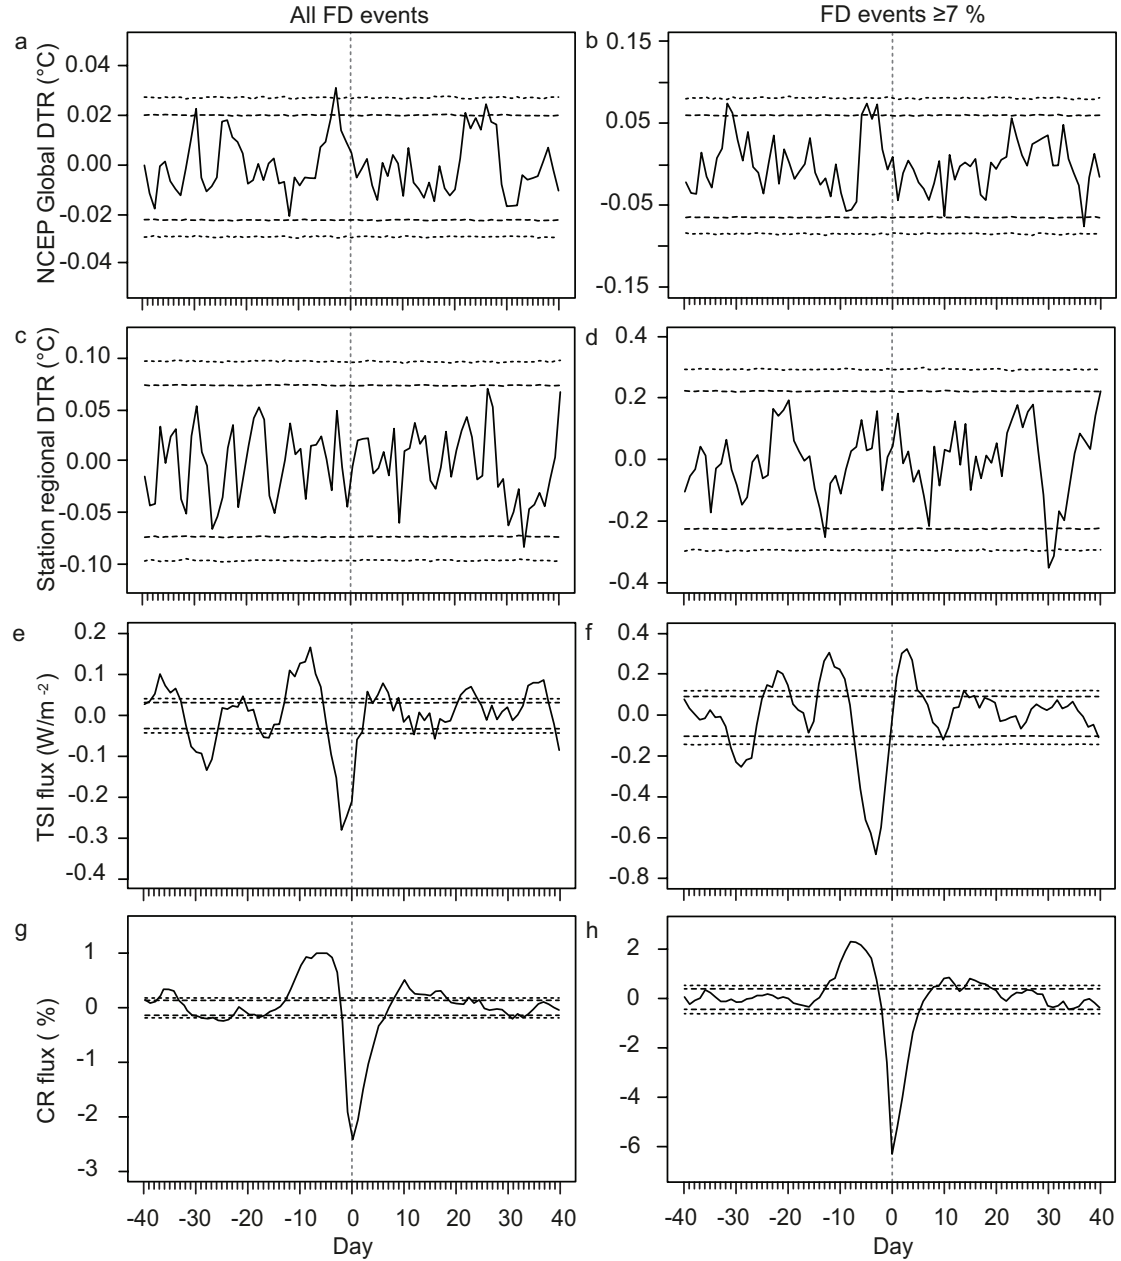 All FD events
FD events ≥7 %
a
NCEP Global DTR (°C)
0.04
0.02
0.00
-0.02
-0.04
b
0.15
0.05
-0.05
-0.15
c
Station regional DTR (°C)
0.10
0.05
0.00
-0.05
-0.10
d
0.4
0.2
0.0
-0.2
-0.4
e
TSI flux (W/m -2 )
0.2
0.1
0.0
-0.1
-0.2
-0.3
-0.4
f
0.4
0.2
0.0
-0.2
-0.4
-0.6
-0.8
g
CR flux ( %)
1
0
-1
-2
-3
h
2
0
-2
-4
-6
-40 -30 -20 -10 0 10 20 30 40
Day
-40 -30 -20 -10 0 10 20 30 40
Day